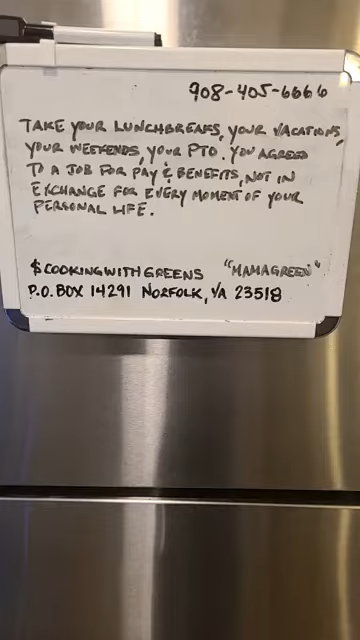 908-405-6666
TAKE YOUR LUNCHBREAKS, YOUR VACATIONS,
YOUR WEEKENDS, YOUR PTO. YOU AGREED
TO A JOB FOR PAY & BENEFITS, NOT IN
EXCHANGE FOR EVERY MOMENT OF YOUR
PERSONAL LIFE.
$COOKINGWITHGREENS "MAMAGREEN"
P.O. BOX 14291 NORFOLK, VA 23518